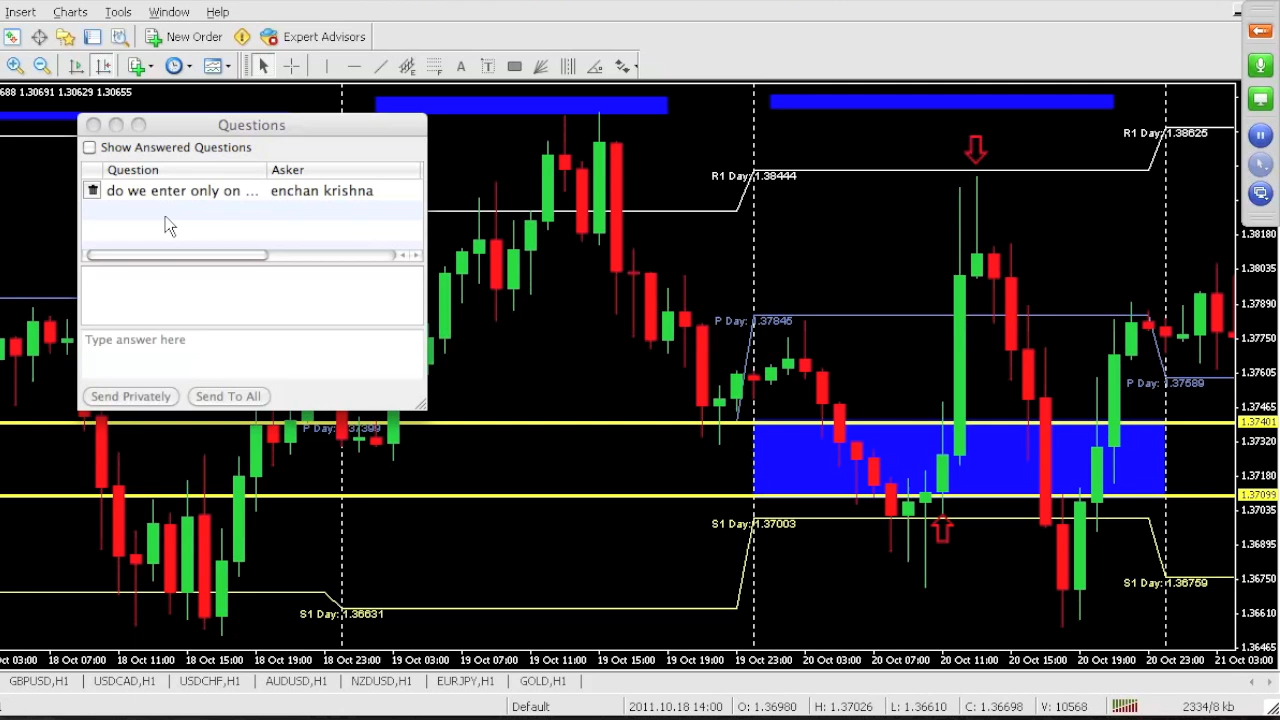 Insert Charts Tools Window Help
New Order Expert Advisors
A T
688 1.30691 1.30629 1.30655
Questions
Show Answered Questions
Question Asker
do we enter only on ... enchan krishna
Type answer here
Send Privately Send To All
R1 Day: 1.38625
R1 Day: 1.38444
P Day: 1.37845
P Day: 1.37589
P Day: 1.37399
S1 Day: 1.37003
S1 Day: 1.36759
S1 Day: 1.36631
1.38180
1.38035
1.37890
1.37750
1.37605
1.37465
1.37401
1.37320
1.37180
1.37099
1.37035
1.36895
1.36750
1.36610
1.36465
Oct 03:00 18 Oct 07:00 18 Oct 11:00 18 Oct 15:00 18 Oct 19:00 18 Oct 23:00 19 Oct 03:00 19 Oct 07:00 19 Oct 11:00 19 Oct 15:00 19 Oct 19:00 19 Oct 23:00 20 Oct 03:00 20 Oct 07:00 20 Oct 11:00 20 Oct 15:00 20 Oct 19:00 20 Oct 23:00 21 Oct 03:00
GBPUSD,H1 USDCAD,H1 USDCHF,H1 AUDUSD,H1 NZDUSD,H1 EURJPY,H1 GOLD,H1
Default 2011.10.18 14:00 O: 1.36980 H: 1.37026 L: 1.36610 C: 1.36698 V: 10568 2334/8 kb